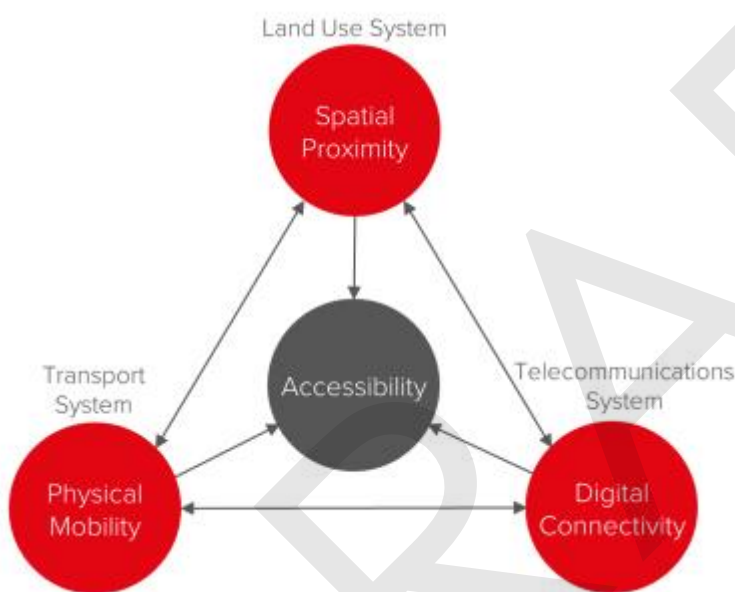 Land Use System
Spatial
Proximity
Accessibility
Transport
System
Telecommunications
System
Physical
Mobility
Digital
Connectivity